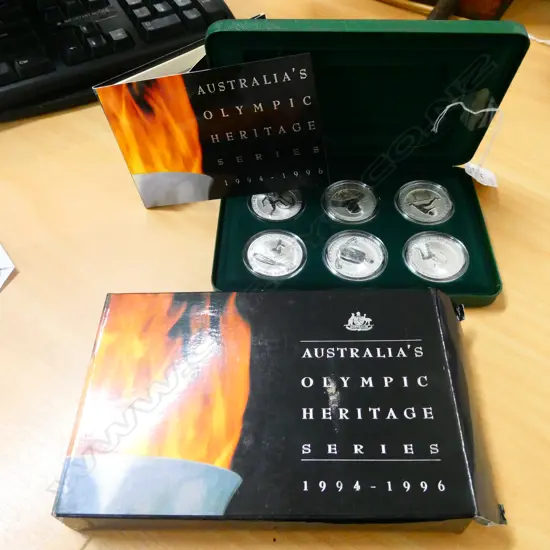 AUSTRALIA'S
OLYMPIC
HERITAGE
SERIES
1994-1996
AUSTRALIA'S
OLYMPIC
HERITAGE
SERIES
1994-1996